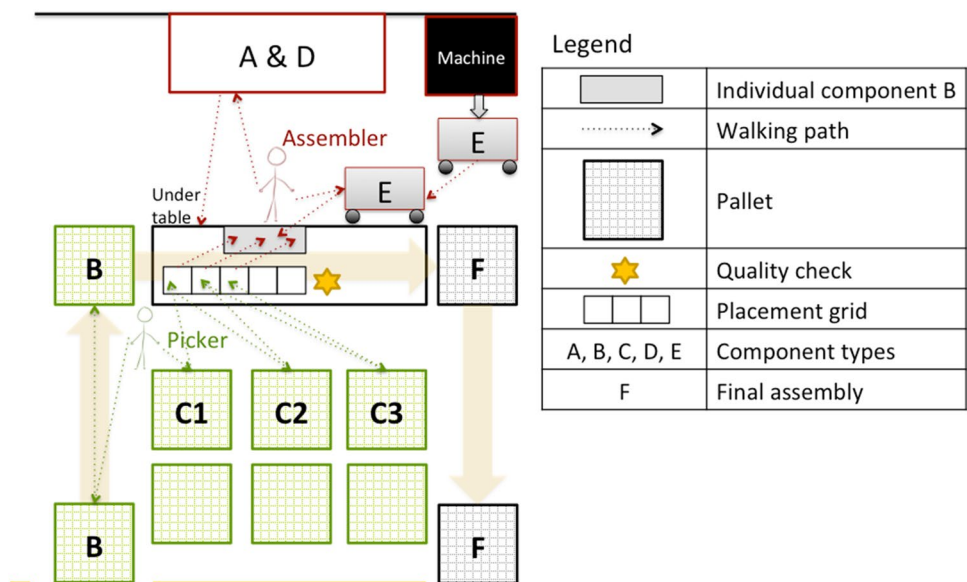 A & D
Machine
E
Assembler
E
Under
table
B
F
Picker
C1
C2
C3
B
F
Legend
Individual component B
Walking path
Pallet
Quality check
Placement grid
A, B, C, D, E
Component types
F
Final assembly